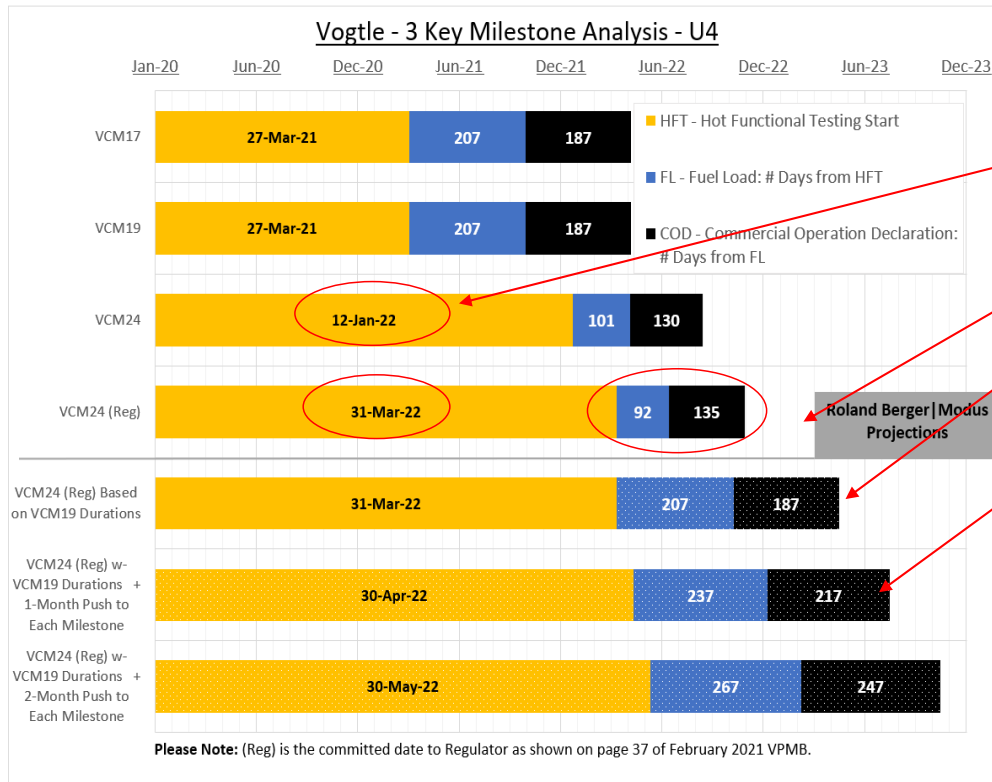 Vogtle - 3 Key Milestone Analysis - U4
Jan-20 Jun-20 Dec-20 Jun-21 Dec-21 Jun-22 Dec-22 Jun-23 Dec-23
HFT - Hot Functional Testing Start
FL - Fuel Load: # Days from HFT
COD - Commercial Operation Declaration:
# Days from FL
VCM17 27-Mar-21 207 187
VCM19 27-Mar-21 207 187
VCM24 12-Jan-22 101 130
VCM24 (Reg) 31-Mar-22 92 135
Roland Berger|Modus
Projections
VCM24 (Reg) Based
on VCM19 Durations
31-Mar-22 207 187
VCM24 (Reg) w-
VCM19 Durations +
1-Month Push to
Each Milestone
30-Apr-22 237 217
VCM24 (Reg) w-
VCM19 Durations +
2-Month Push to
Each Milestone
30-May-22 267 247
Please Note: (Reg) is the committed date to Regulator as shown on page 37 of February 2021 VPMB.